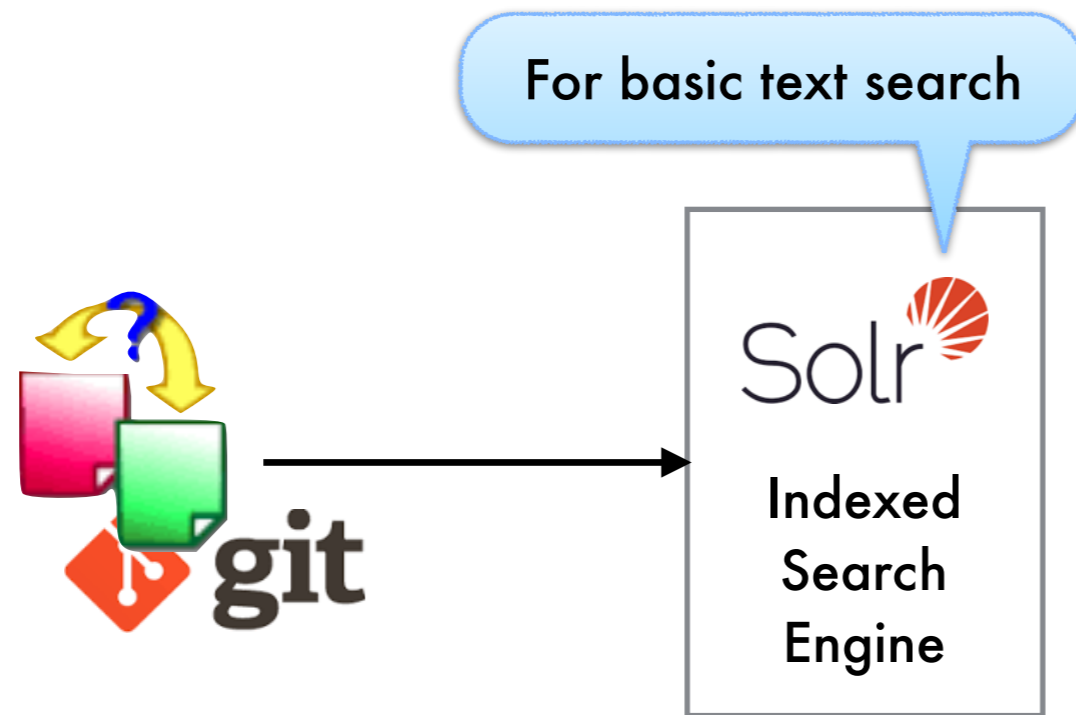 For basic text search
Solr
?
git
Indexed
Search
Engine